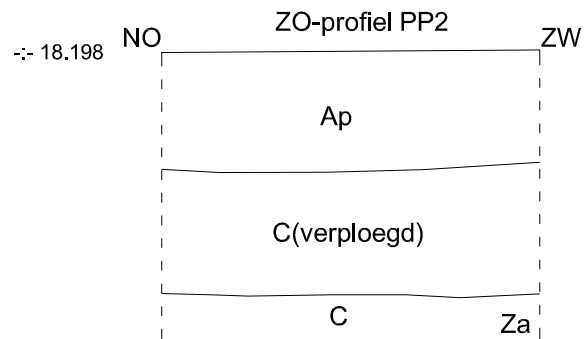 ZO-profiel PP2
NO
ZW
-:- 18.198
Ap
C(verploegd)
C
Za